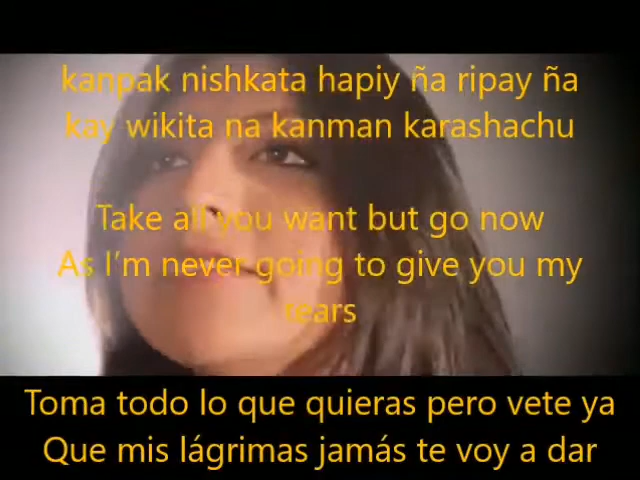 kanpak nishkata hapiy ña ripay ña
kay wikita na kanman karashachu
Take all you want but go now
As I'm never going to give you my
tears
Toma todo lo que quieras pero vete ya
Que mis lágrimas jamás te voy a dar